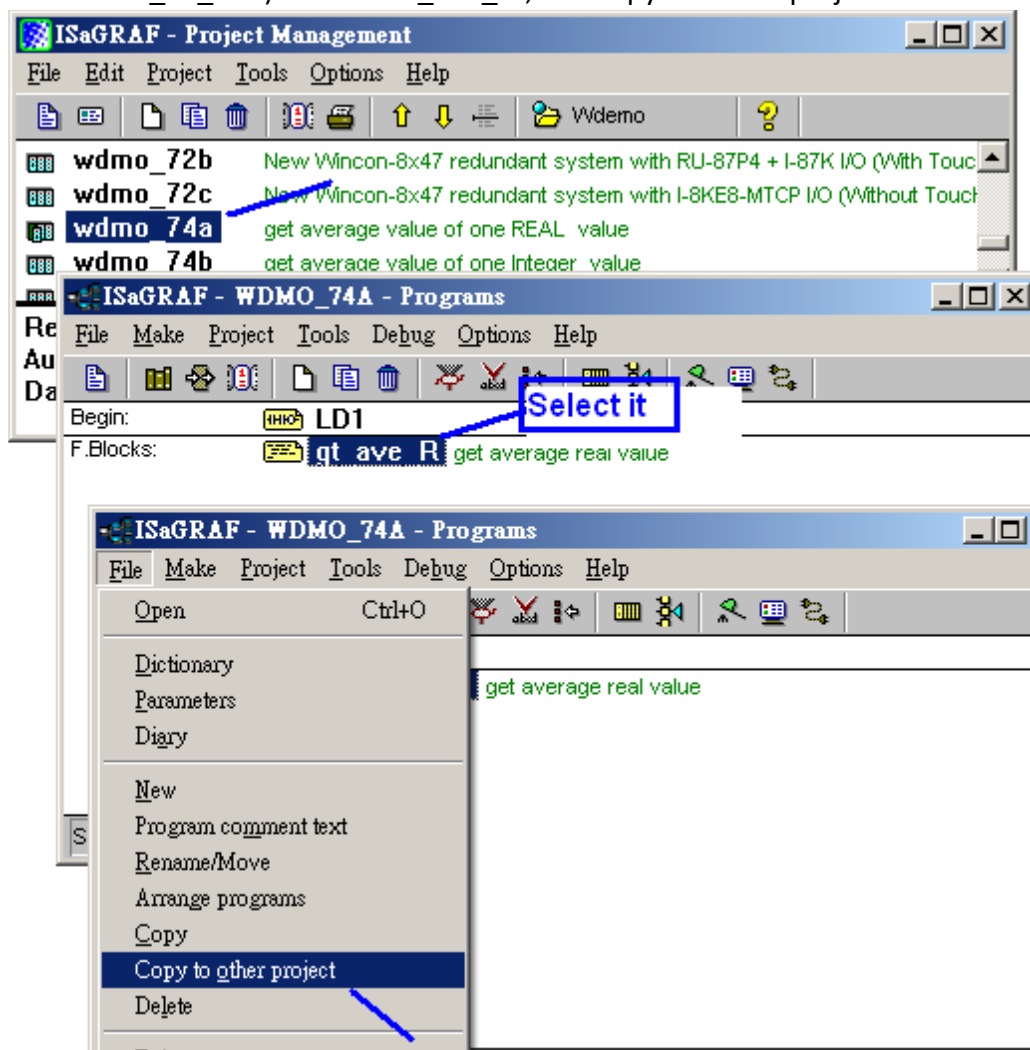 ISaGRAF - Project Management
File Edit Project Tools Options Help
Wdemo
wdmo_72b New Wincon-8x47 redundant system with RU-87P4 + I-87K I/O (With Touc
wdmo_72c New Wincon-8x47 redundant system with I-8KE8-MTCP I/O (Without Touch
wdmo_74a get average value of one REAL value
wdmo_74b get average value of one Integer value
Re
Au
Da
ISaGRAF - WDMO_74A - Programs
File Make Project Tools Debug Options Help
Select it
Begin: LD1
F.Blocks: gt_ave_R get average real value
S
ISaGRAF - WDMO_74A - Programs
File Make Project Tools Debug Options Help
Open Ctrl+O
Dictionary
get average real value
Parameters
Diary
New
Program comment text
Rename/Move
Arrange programs
Copy
Copy to other project
Delete